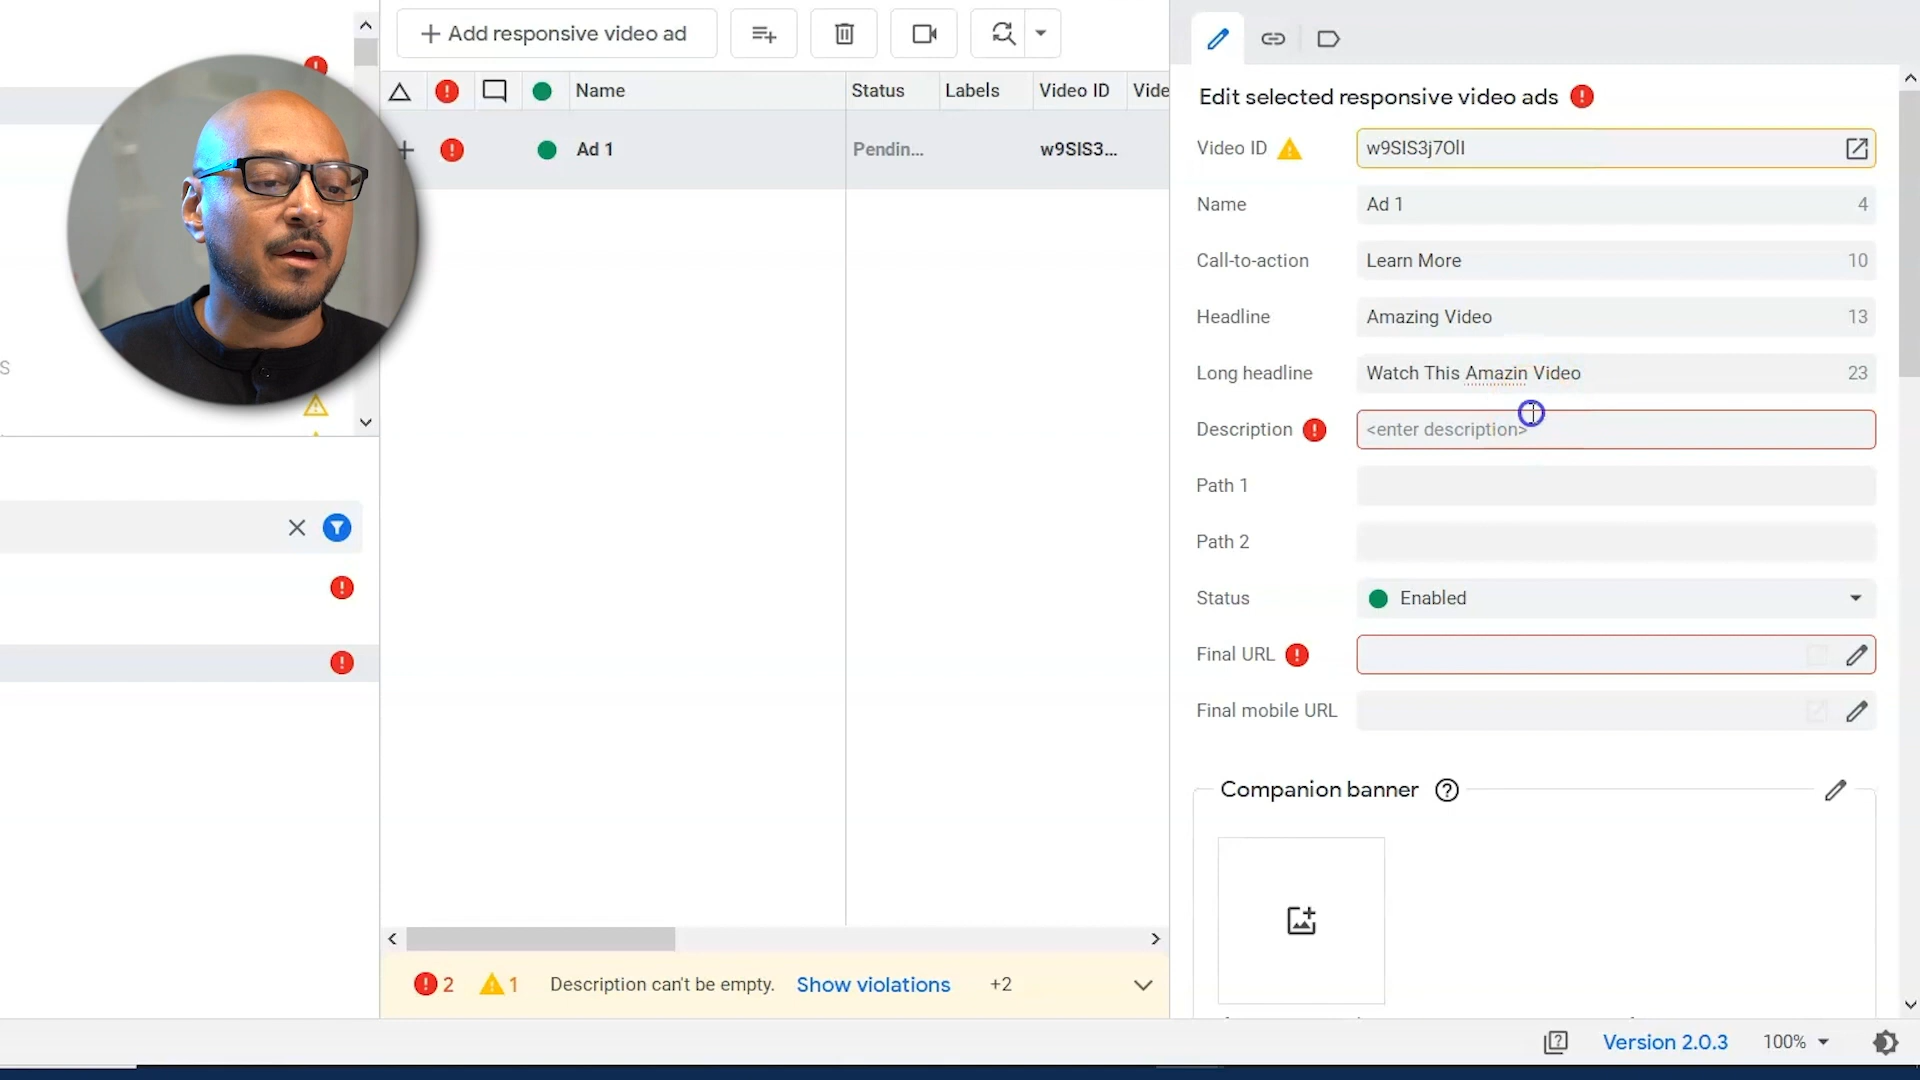 Add responsive video ad
Name
Status
Labels
Video ID
Vide
Ad 1
Pendin...
w9SIS3...
Edit selected responsive video ads
Video ID
w9SIS3j7OlI
Name
Ad 1
4
Call-to-action
Learn More
10
Headline
Amazing Video
13
Long headline
Watch This Amazin Video
23
Description
<enter description>
Path 1
Path 2
Status
Enabled
Final URL
Final mobile URL
Companion banner
S
2
1
Description can't be empty.
Show violations
+2
Version 2.0.3
100%